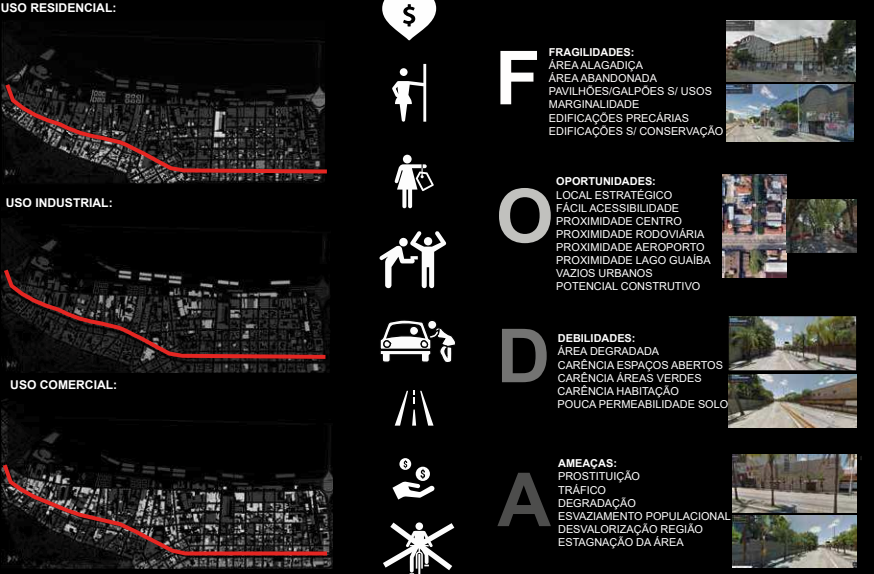 USO RESIDENCIAL:
N
USO INDUSTRIAL:
USO COMERCIAL:
N
$
$
$
F
FRAGILIDADES:
ÁREA ALAGADIÇA
ÁREA ABANDONADA
PAVILHÕES/GALPÕES S/ USOS
MARGINALIDADE
EDIFICAÇÕES PRECÁRIAS
EDIFICAÇÕES S/ CONSERVAÇÃO
O
OPORTUNIDADES:
LOCAL ESTRATÉGICO
FÁCIL ACESSIBILIDADE
PROXIMIDADE CENTRO
PROXIMIDADE RODOVIÁRIA
PROXIMIDADE AEROPORTO
PROXIMIDADE LAGO GUAÍBA
VAZIOS URBANOS
POTENCIAL CONSTRUTIVO
D
DEBILIDADES:
ÁREA DEGRADADA
CARÊNCIA ESPAÇOS ABERTOS
CARÊNCIA ÁREAS VERDES
CARÊNCIA HABITAÇÃO
POUCA PERMEABILIDADE SOLO
A
AMEAÇAS:
PROSTITUIÇÃO
TRÁFICO
DEGRADAÇÃO
ESVAZIAMENTO POPULACIONAL
DESVALORIZAÇÃO REGIÃO
ESTAGNAÇÃO DA ÁREA